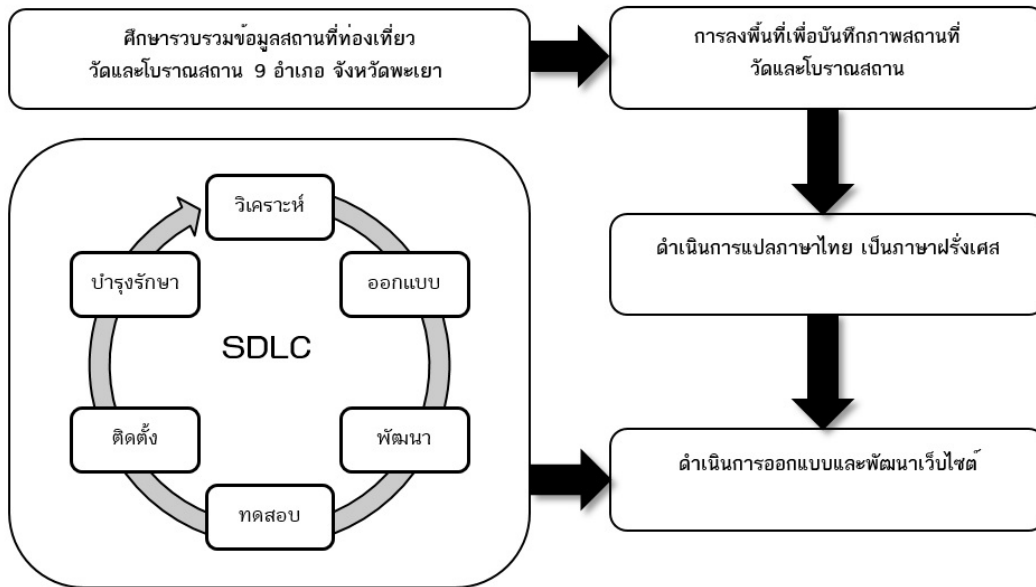 ศึกษารวบรวมข้อมูลสถานที่ท่องเที่ยว
วัดและโบราณสถาน 9 อำเภอ จังหวัดพะเยา
การลงพื้นที่เพื่อบันทึกภาพสถานที่
วัดและโบราณสถาน
ดำเนินการแปลภาษาไทย เป็นภาษาฝรั่งเศส
ดำเนินการออกแบบและพัฒนาเว็บไซต์
SDLC
วิเคราะห์
ออกแบบ
พัฒนา
ทดสอบ
ติดตั้ง
บำรุงรักษา